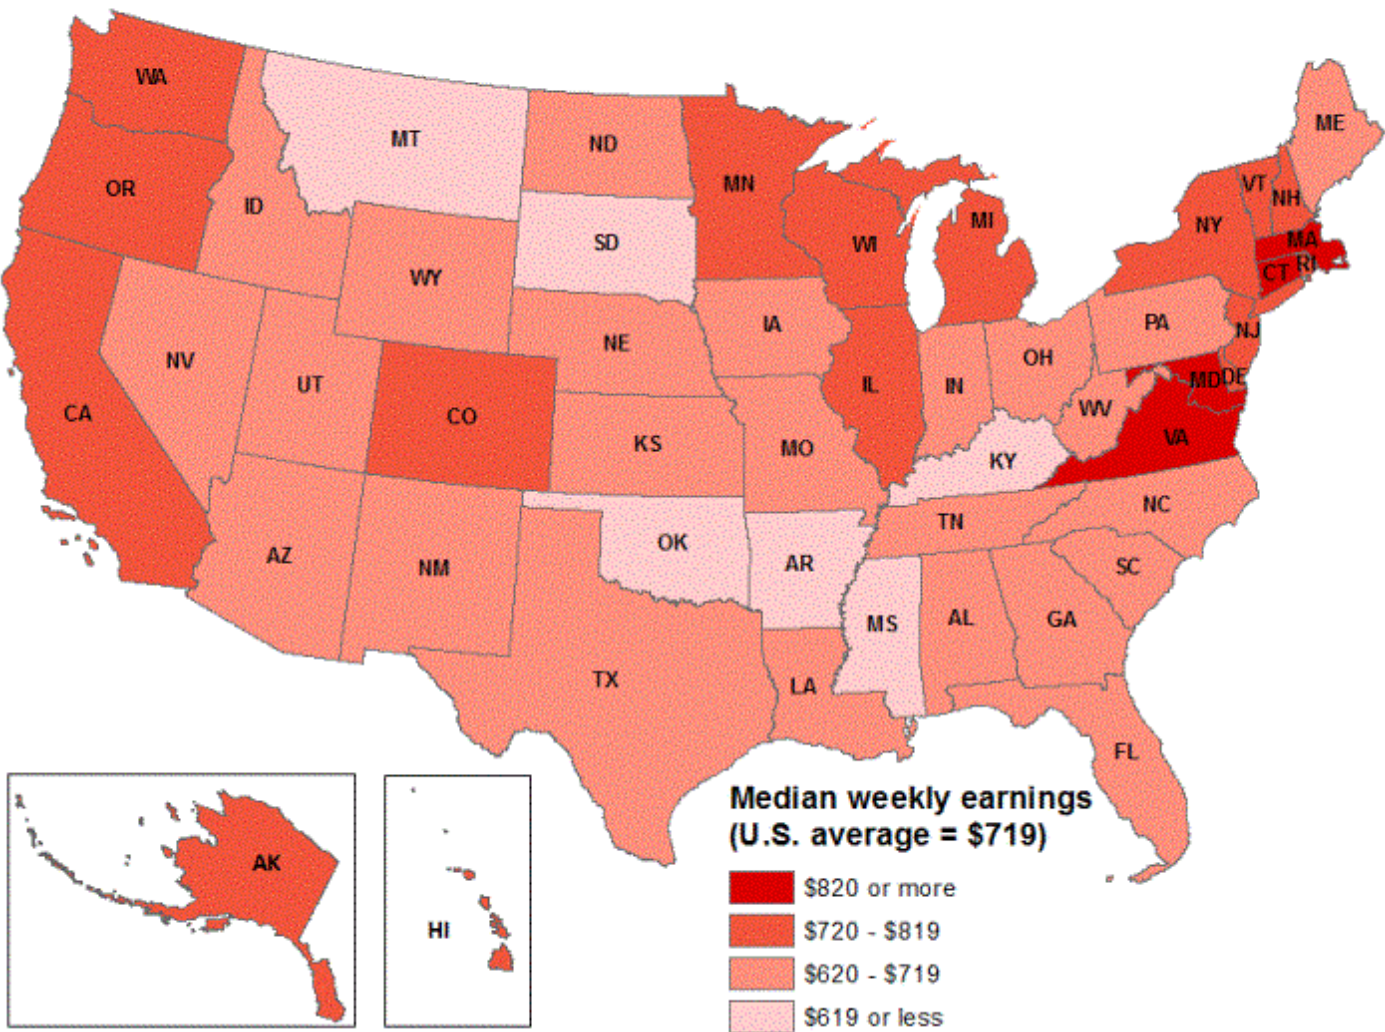 WA
ME
MT
ND
MN
VT
NH
OR
ID
MI
NY
SD
WI
MA
RI
CT
WY
IA
PA
NJ
NE
OH
NV
UT
IL
IN
MD
DE
CA
CO
WV
KS
MO
VA
KY
NC
TN
OK
AZ
NM
AR
SC
MS
AL
GA
TX
LA
FL
AK
HI
Median weekly earnings
(U.S. average = $719)
$820 or more
$720 - $819
$620 - $719
$619 or less